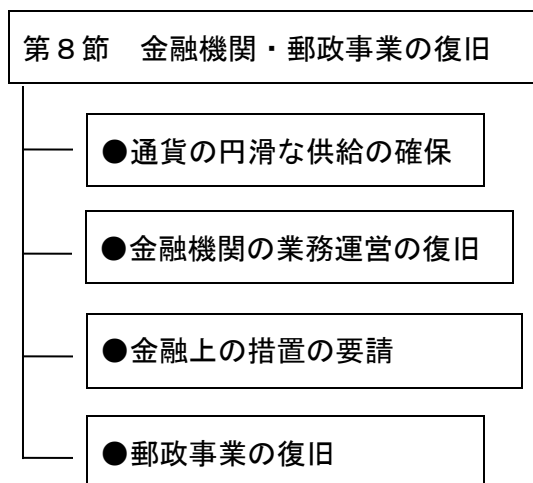 第８節　金融機関・郵政事業の復旧
●通貨の円滑な供給の確保
●金融機関の業務運営の復旧
●金融上の措置の要請
●郵政事業の復旧